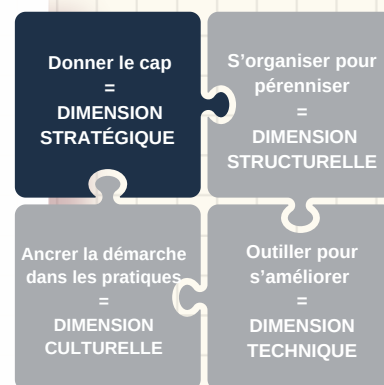 Donner le cap
=
DIMENSION
STRATÉGIQUE
S'organiser pour
pérenniser
=
DIMENSION
STRUCTURELLE
Ancrer la démarche
dans les pratiques
=
DIMENSION
CULTURELLE
Outiller pour
s'améliorer
=
DIMENSION
TECHNIQUE